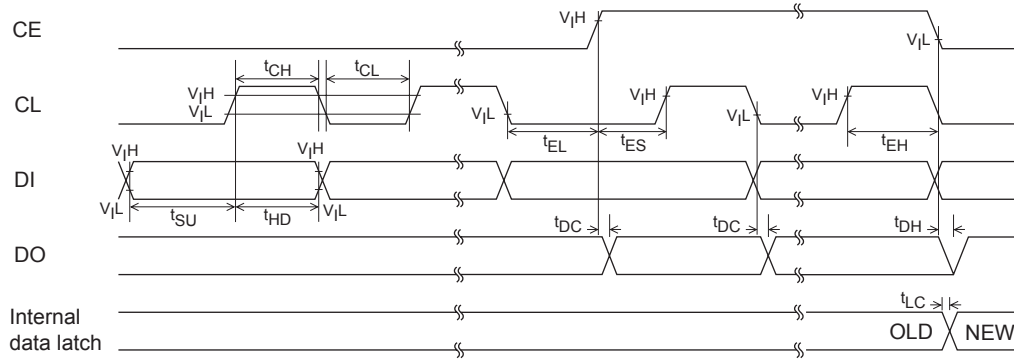 CE
VIH
VIL
tCH
tCL
CL
VIH
VIL
VIL
VIH
VIL
VIH
tEL
tES
tEH
VIH
VIH
DI
VIL
tSU
tHD
VIL
tDC
tDC
tDH
DO
tLC
Internal
data latch
OLD
NEW